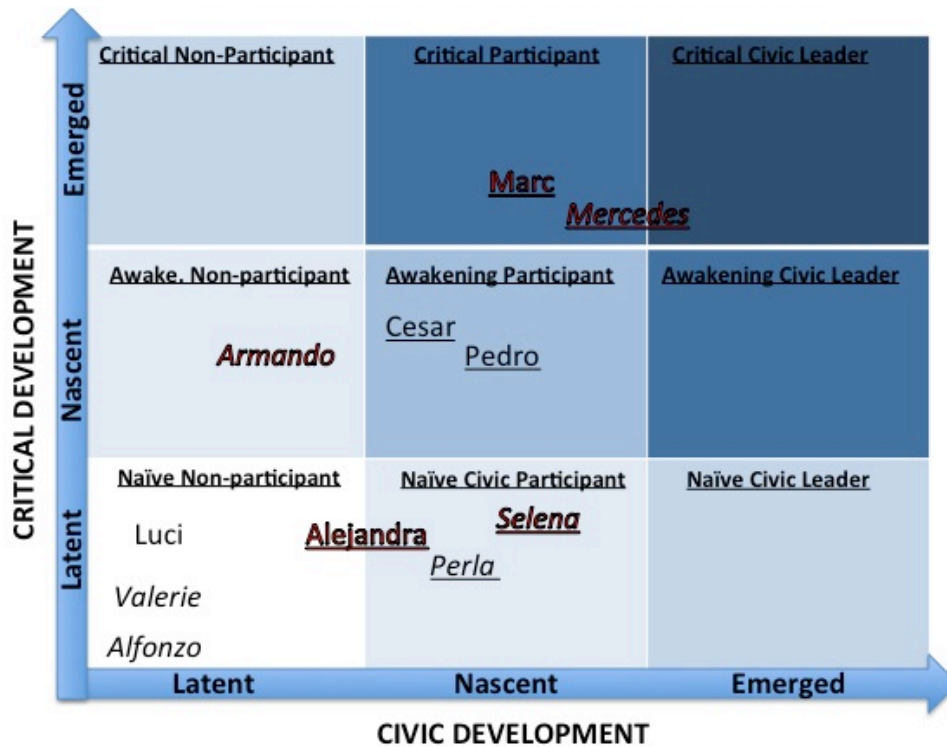 Critical Non-Participant
Critical Participant
Critical Civic Leader
Marc
Mercedes
Awake. Non-participant
Awakening Participant
Awakening Civic Leader
Cesar
Armando
Pedro
Naïve Non-participant
Naïve Civic Participant
Naïve Civic Leader
Selena
Luci
Alejandra
Perla
Valerie
Alfonzo
CRITICAL DEVELOPMENT
Emerged
Nascent
Latent
Latent
Nascent
Emerged
CIVIC DEVELOPMENT